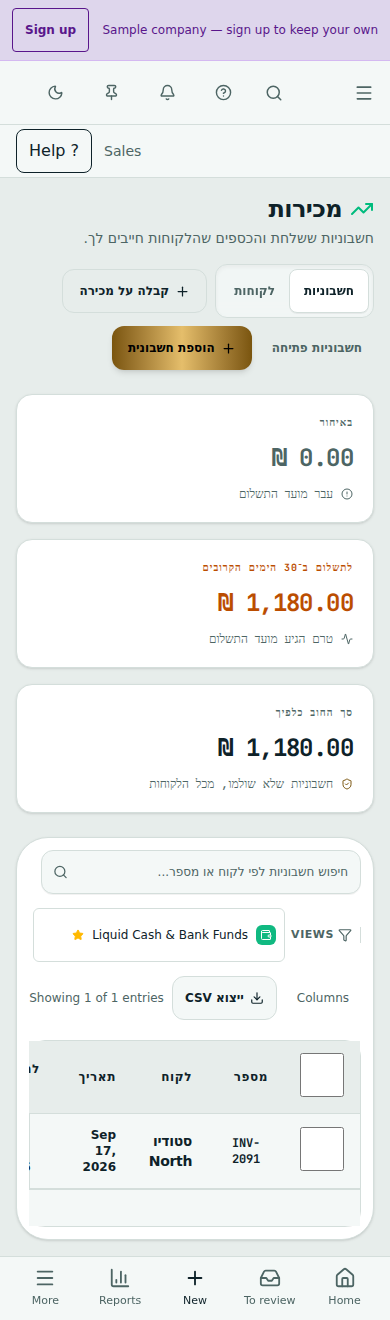 Sign up
Sample company — sign up to keep your own
Help ?
Sales
מכירות
חשבוניות ששלחת והכספים שהלקוחות חייבים לך.
חשבוניות
לקוחות
קבלה על מכירה
חשבוניות פתיחה
הוספת חשבונית
באיחור
0.00 ₪
עבר מועד התשלום
לתשלום ב־30 הימים הקרובים
1,180.00 ₪
טרם הגיע מועד התשלום
סך החוב כלפיך
1,180.00 ₪
חשבוניות שלא שולמו, מכל הלקוחות
חיפוש חשבוניות לפי לקוח או מספר...
VIEWS
Liquid Cash & Bank Funds
Columns
ייצוא CSV
Showing 1 of 1 entries
מספר
לקוח
תאריך
INV-
2091
סטודיו
North
Sep
17,
2026
More
Reports
New
To review
Home